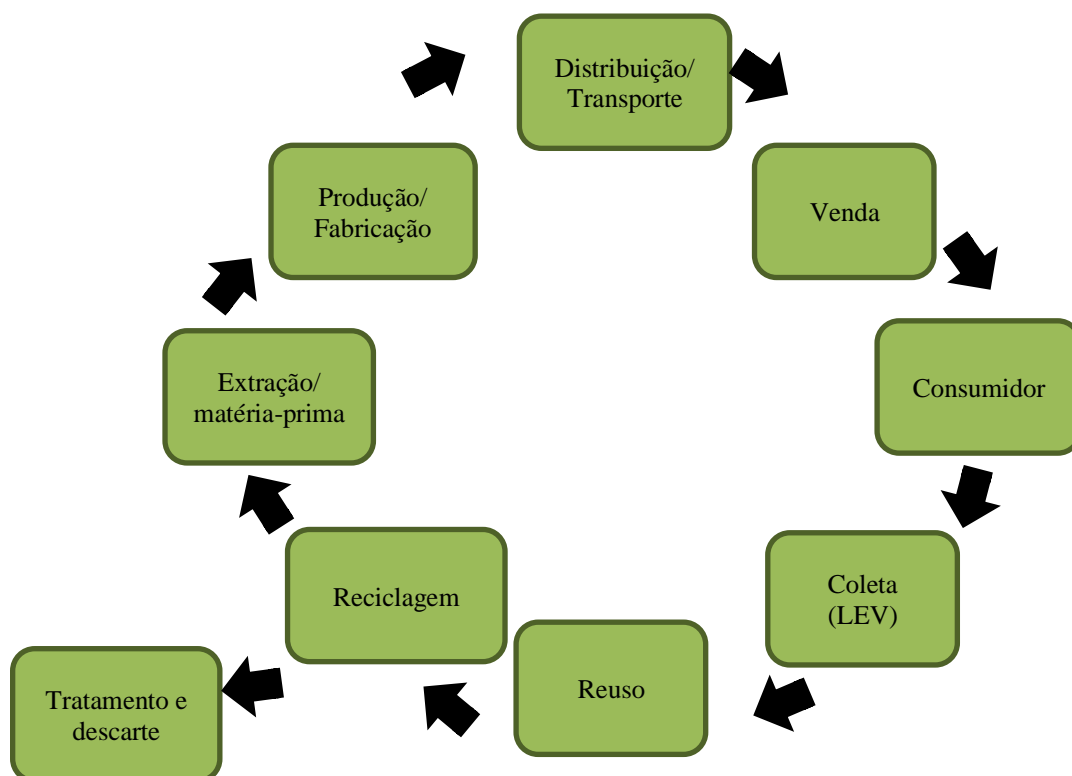 Distribuição/
Transporte
Produção/
Fabricação
Venda
Extração/
matéria-prima
Consumidor
Coleta
(LEV)
Reciclagem
Reuso
Tratamento e
descarte